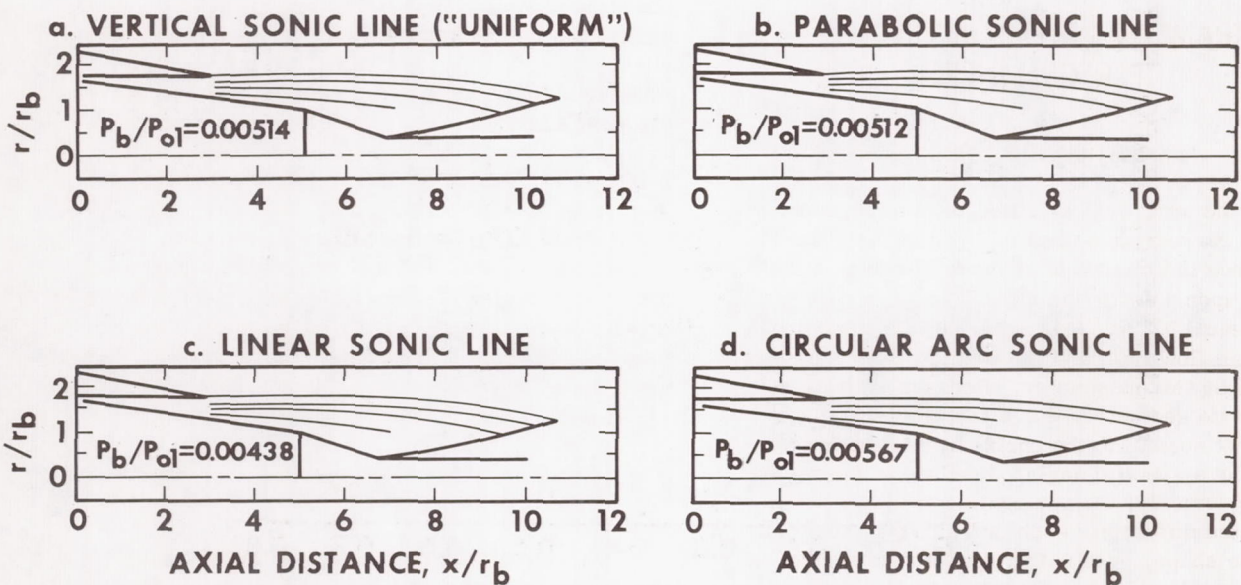 a. VERTICAL SONIC LINE ("UNIFORM")
2
1
0
r/rb
Pb/Po1=0.00514
0 2 4 6 8 10 12
b. PARABOLIC SONIC LINE
Pb/Po1=0.00512
0 2 4 6 8 10 12
c. LINEAR SONIC LINE
2
1
0
r/rb
Pb/Po1=0.00438
0 2 4 6 8 10 12
AXIAL DISTANCE, x/rb
d. CIRCULAR ARC SONIC LINE
Pb/Po1=0.00567
0 2 4 6 8 10 12
AXIAL DISTANCE, x/rb